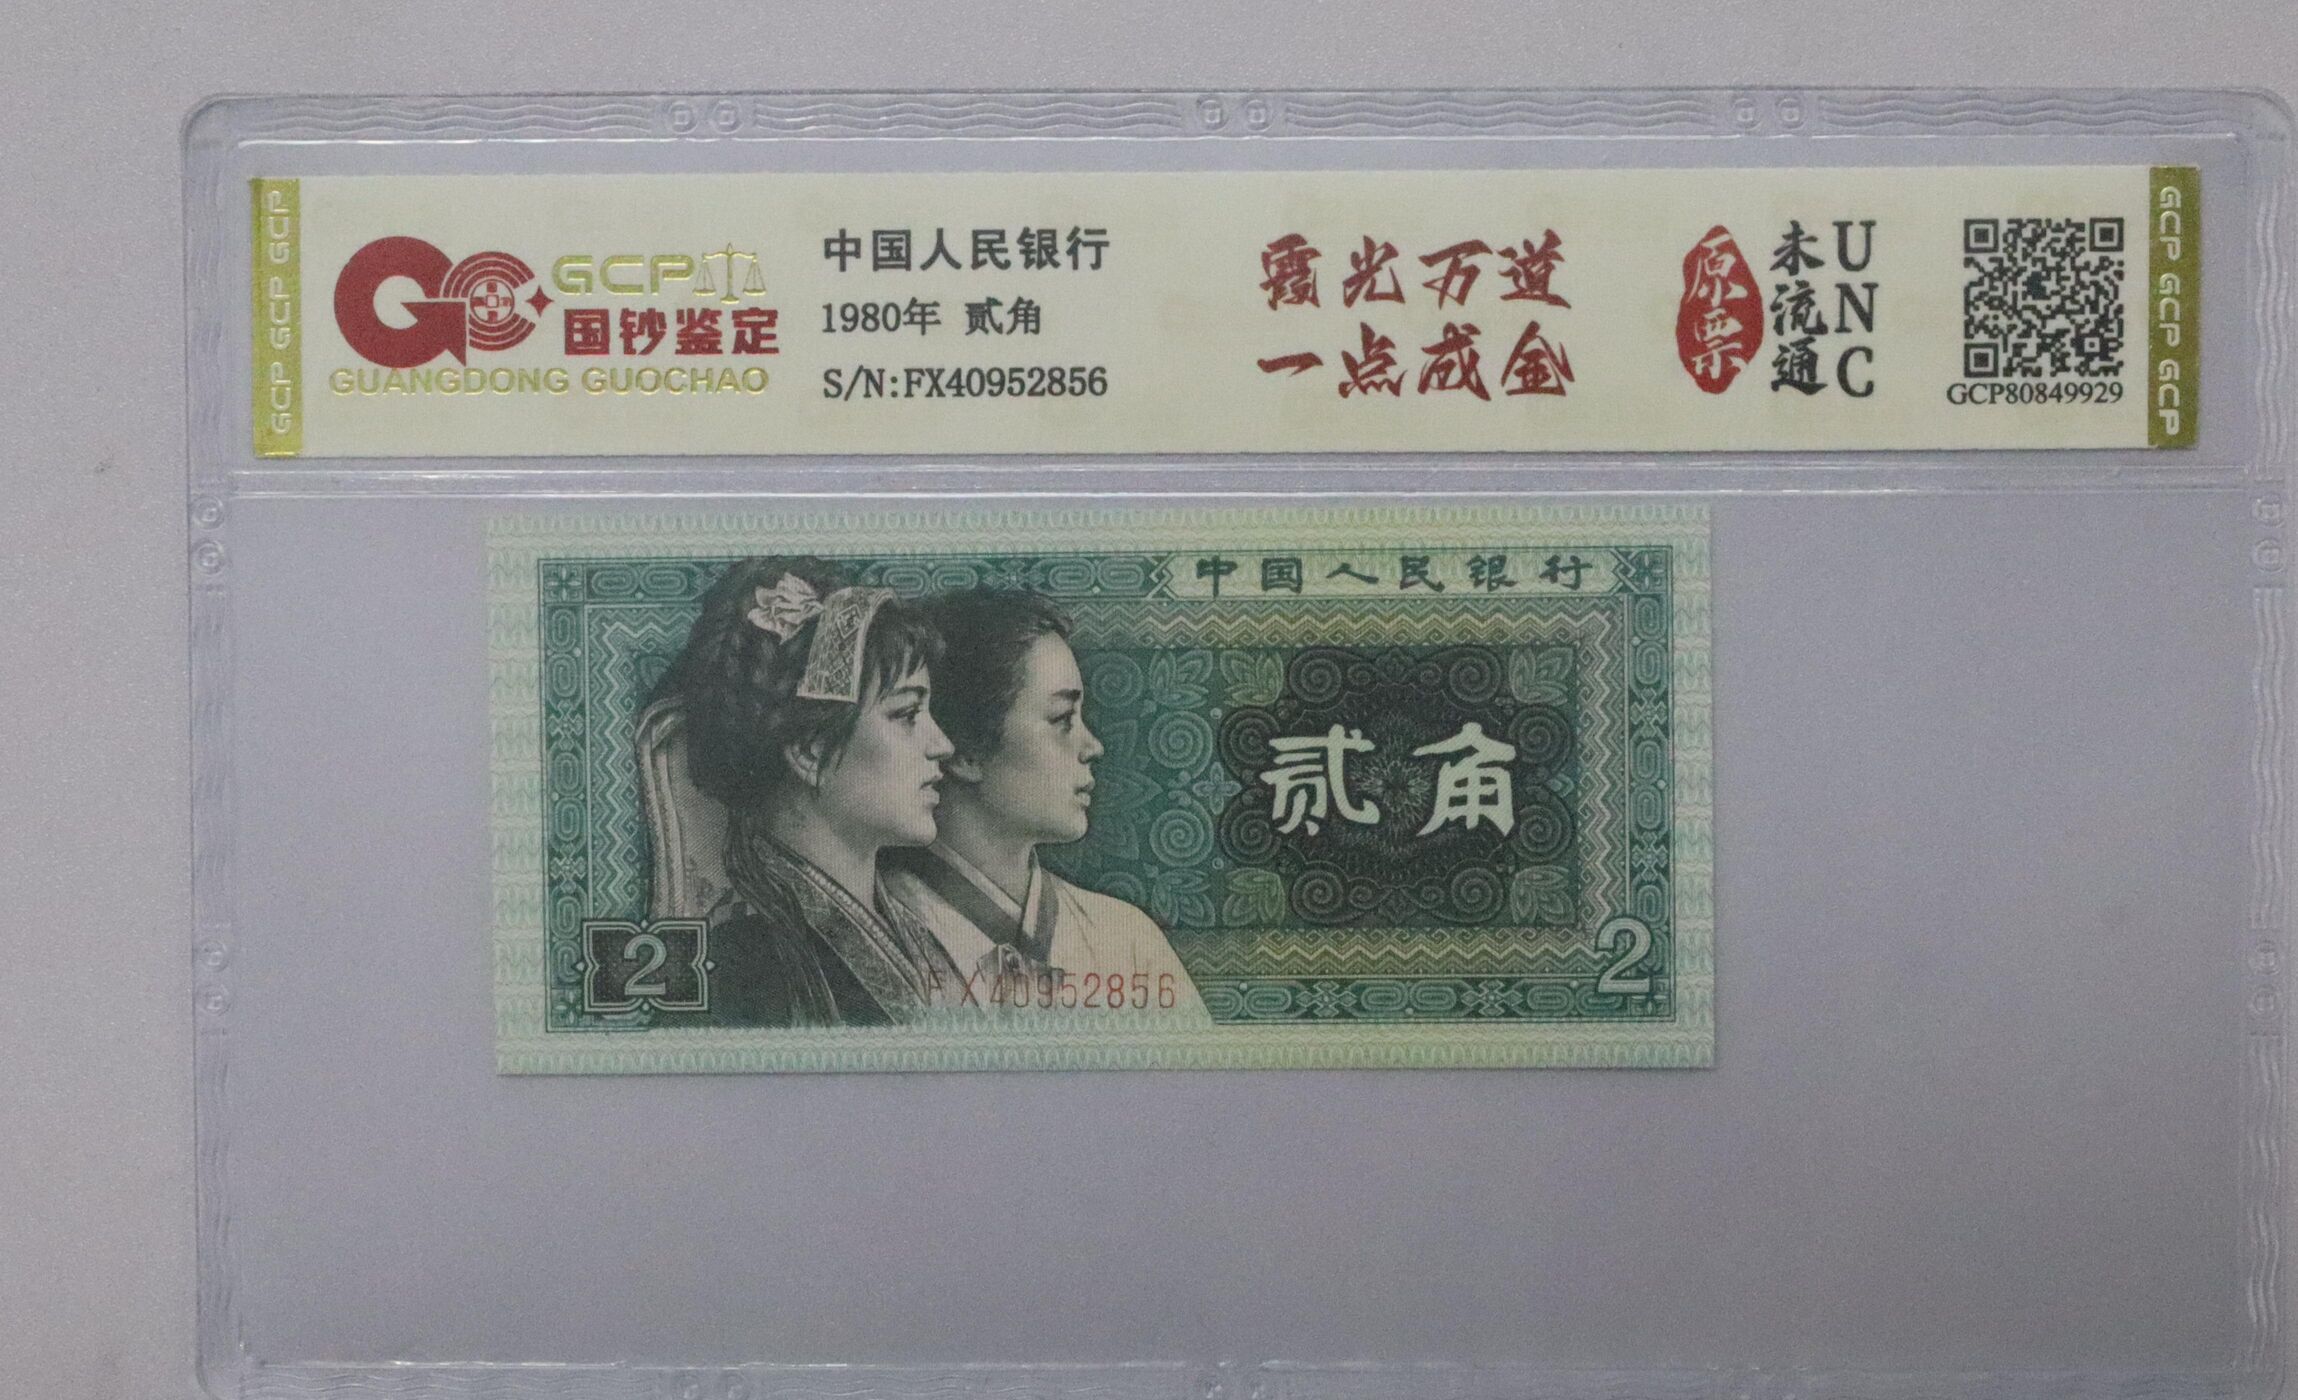 GCP
国钞鉴定
GUANGDONG GUOCHAO
中国人民银行
1980年 贰角
S/N:FX40952856
霞光万道
一点成金
原票
未流通
UNC
GCP80849929
GCP GCP GCP
GCP GCP GCP
中国人民银行
贰角
2
2
FX40952856